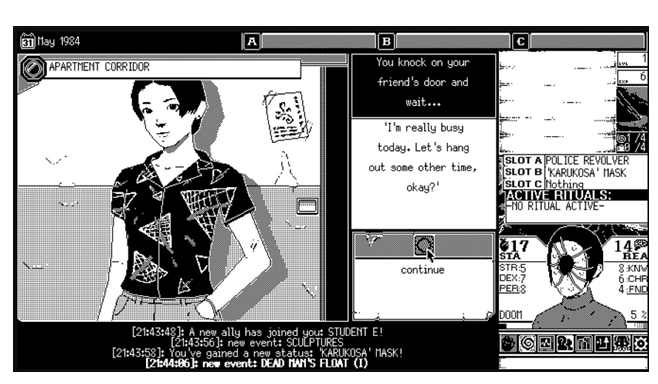 31 May 1984
A
B
C
APARTMENT CORRIDOR
You knock on your
friend's door and
wait...
'I'm really busy
today. Let's hang
out some other time,
okay?'
continue
1
LVL
6
EXP
SLOT A POLICE REVOLVER
SLOT B 'KARUKOSA' MASK
SLOT C Nothing
ACTIVE RITUALS:
-NO RITUAL ACTIVE-
17
STA
14
REA
STR:5
DEX:7
PER:8
8:KNW
6:CHR
4:FND
DOOM
5 %
[21:43:48]: A new ally has joined you: STUDENT E!
[21:43:56]: new event: SCULPTURES
[21:43:58]: You've gained a new status: 'KARUKOSA' MASK!
[21:44:06]: new event: DEAD MAN'S FLOAT (I)